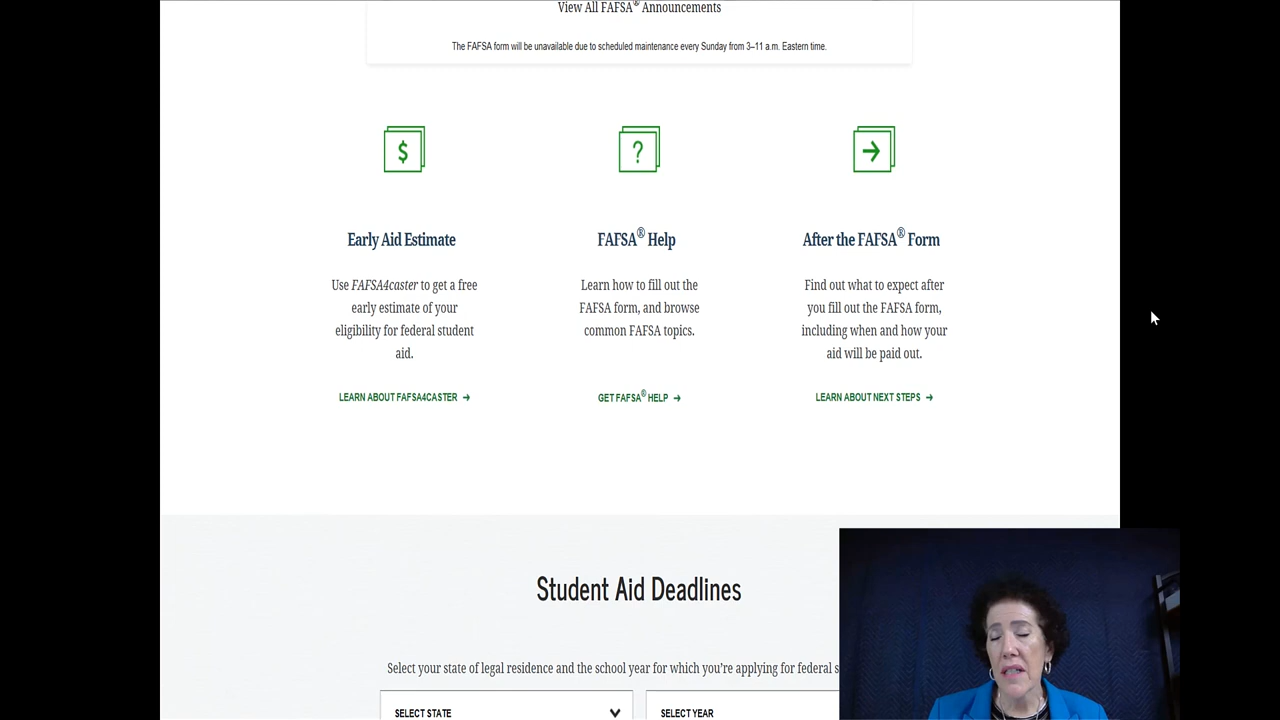 View All FAFSA® Announcements
The FAFSA form will be unavailable due to scheduled maintenance every Sunday from 3–11 a.m. Eastern time.
$
?
Early Aid Estimate
FAFSA® Help
After the FAFSA® Form
Use FAFSA4caster to get a free
early estimate of your
eligibility for federal student
aid.
Learn how to fill out the
FAFSA form, and browse
common FAFSA topics.
Find out what to expect after
you fill out the FAFSA form,
including when and how your
aid will be paid out.
LEARN ABOUT FAFSA4CASTER →
GET FAFSA® HELP →
LEARN ABOUT NEXT STEPS →
Student Aid Deadlines
Select your state of legal residence and the school year for which you’re applying for federal s
SELECT STATE
SELECT YEAR